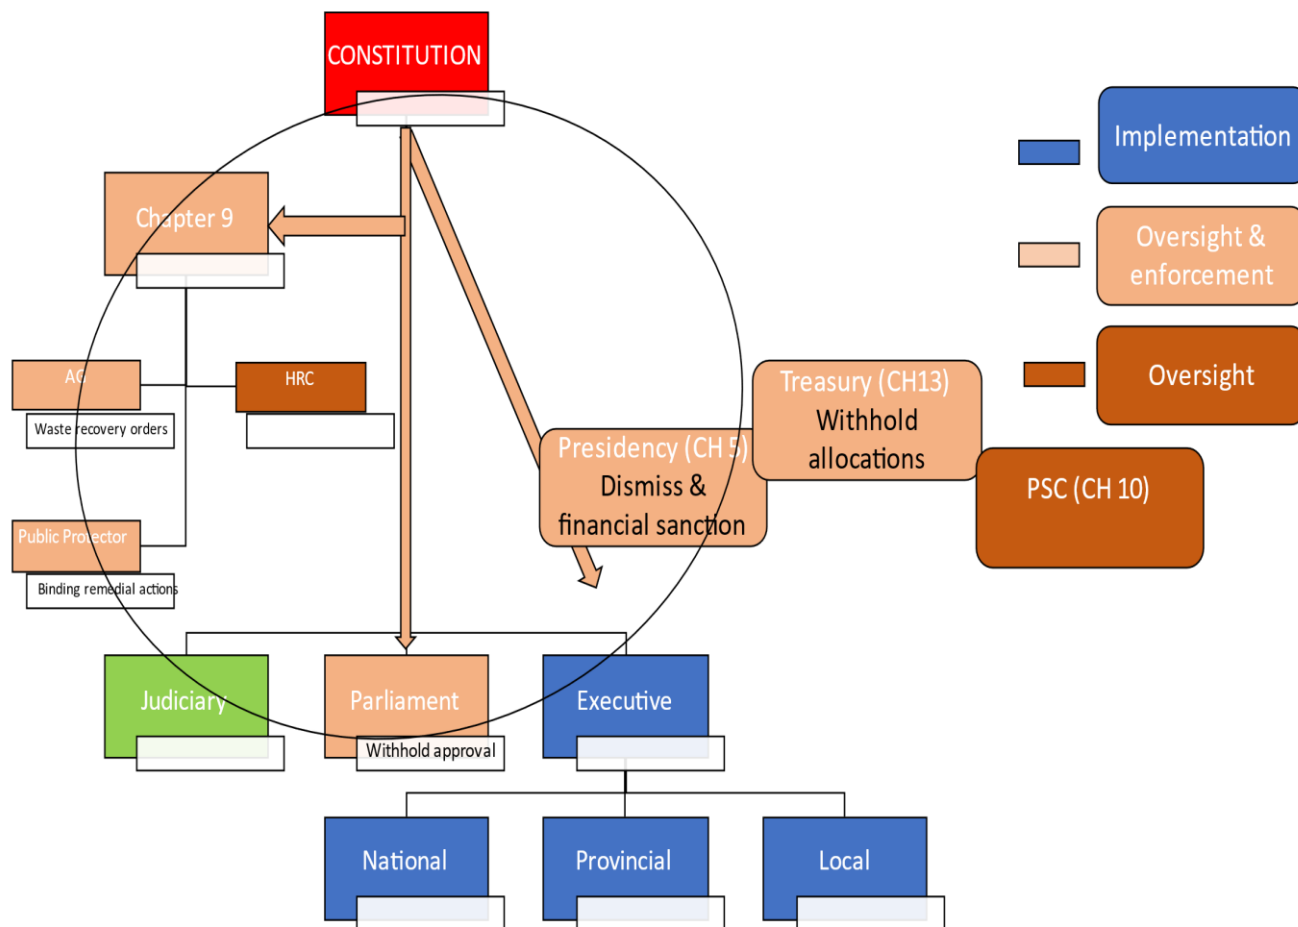 CONSTITUTION
Implementation
Chapter 9
Oversight &
enforcement
AG
HRC
Waste recovery orders
Treasury (CH13)
Withhold
allocations
Oversight
Presidency (CH 5)
Dismiss &
financial sanction
PSC (CH 10)
Public Protector
Binding remedial actions
Judiciary
Parliament
Executive
Withhold approval
National
Provincial
Local